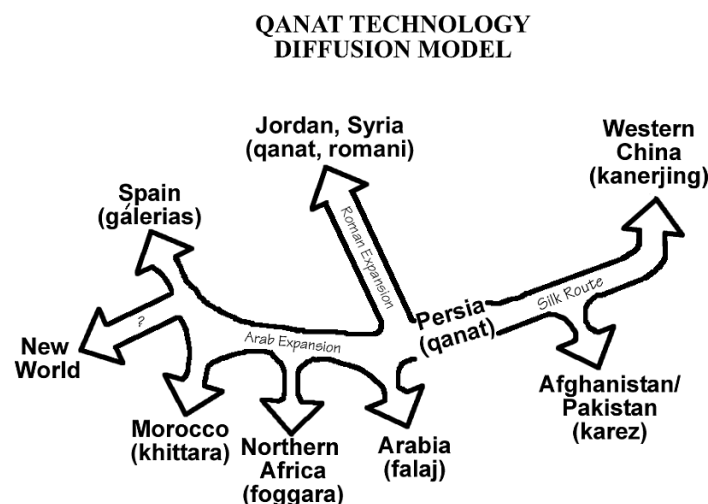 QANAT TECHNOLOGY
DIFFUSION MODEL
Jordan, Syria
(qanat, romani)
Western
China
(kanerjing)
Spain
(gálerias)
Roman Expansion
Silk Route
Persia
(qanat)
?
Arab Expansion
New
World
Afghanistan/
Pakistan
(karez)
Morocco
(khittara)
Northern
Africa
(foggara)
Arabia
(falaj)